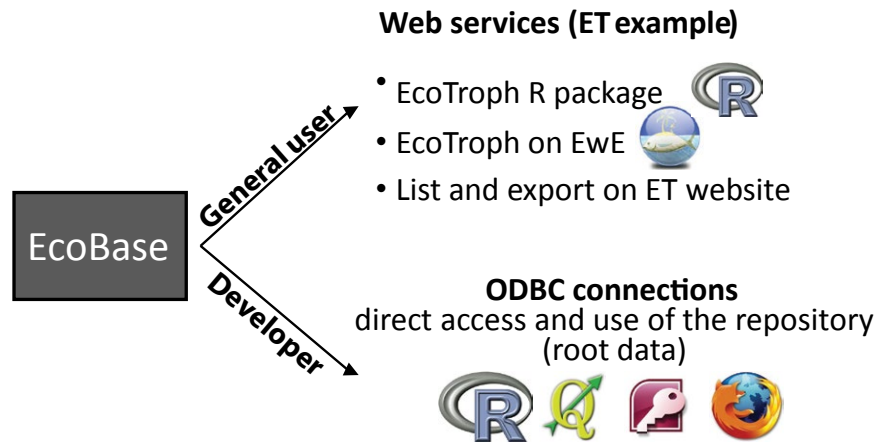 Web services (ET example)
• EcoTroph R package R
• EcoTroph on EwE
• List and export on ET website
General user
EcoBase
Developer
ODBC connections
direct access and use of the repository
(root data)
R Q